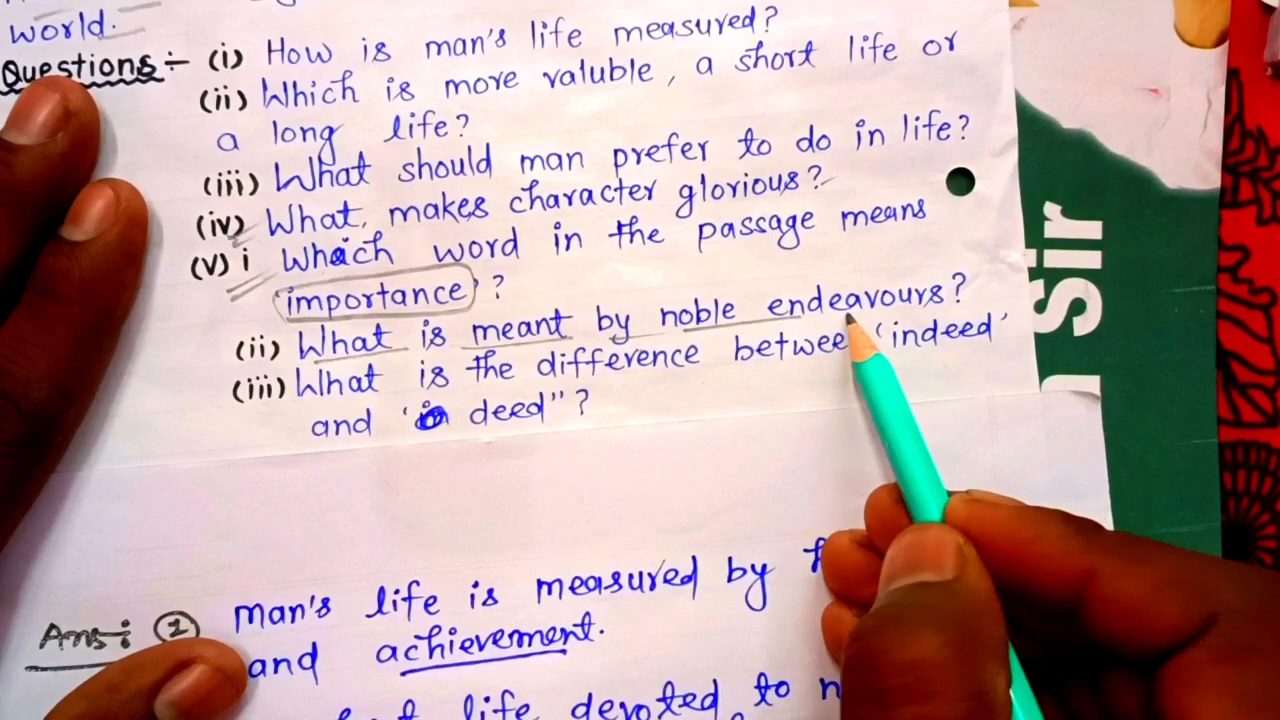 world.
Questions÷ (i) How is man's life measured?
(ii) Which is more valuble, a short life or
a long life?
(iii) What should man prefer to do in life?
(iv) What, makes character glorious?
(v) i Which word in the passage means
'importance'?
(ii) What is meant by noble endeavours?
(iii) What is the difference between 'indeed'
and 'in deed"?
Ans: ① man's life is measured by
and achievement.
life devoted to
Sir